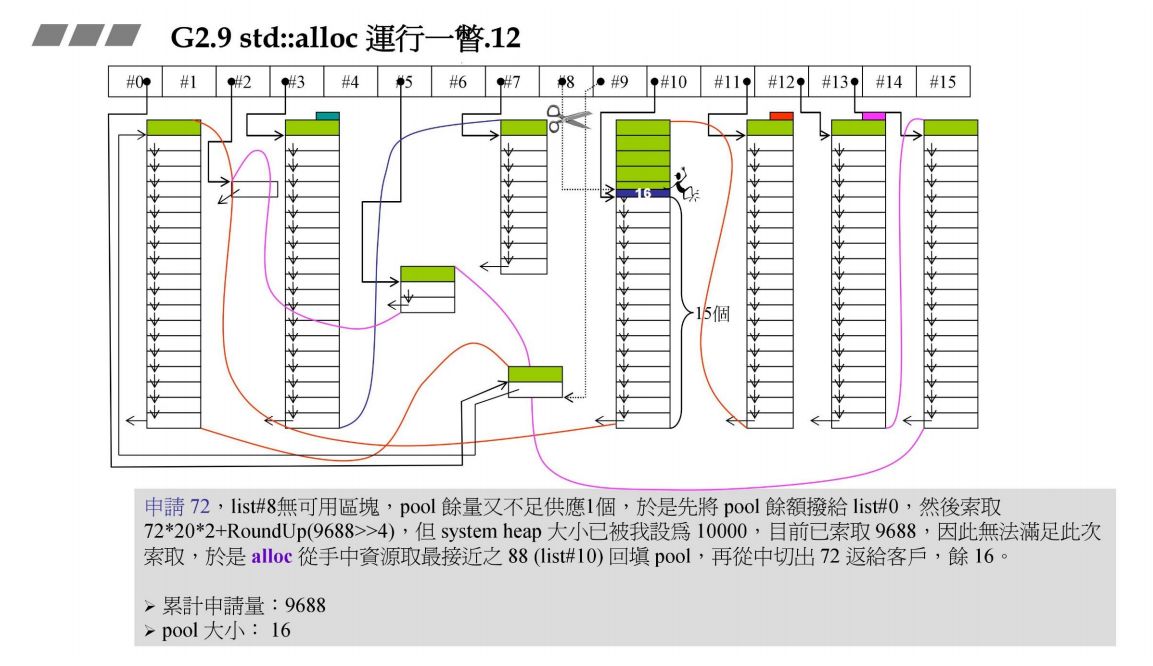 G2.9 std::alloc 運行一瞥.12
#0 #1 #2 #3 #4 #5 #6 #7 #8 #9 #10 #11 #12 #13 #14 #15
16
15個
申請 72，list#8無可用區塊，pool 餘量又不足供應1個，於是先將 pool 餘額撥給 list#0，然後索取
72*20*2+RoundUp(9688>>4)，但 system heap 大小已被我設為 10000，目前已索取 9688，因此無法滿足此次
索取，於是 alloc 從手中資源取最接近之 88 (list#10) 回填 pool，再從中切出 72 返給客戶，餘 16。
➢ 累計申請量：9688
➢ pool 大小： 16